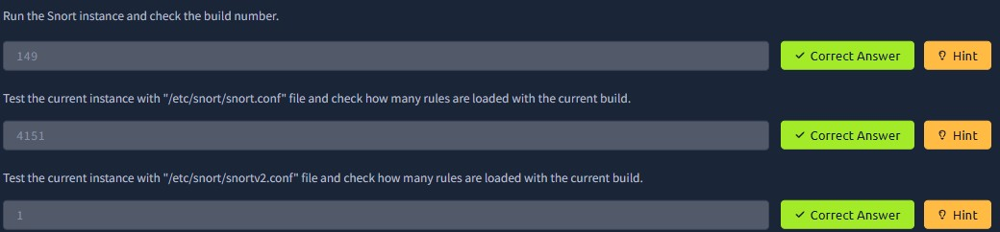 Run the Snort instance and check the build number.
149 Correct Answer Hint
Test the current instance with "/etc/snort/snort.conf" file and check how many rules are loaded with the current build.
4151 Correct Answer Hint
Test the current instance with "/etc/snort/snortv2.conf" file and check how many rules are loaded with the current build.
1 Correct Answer Hint